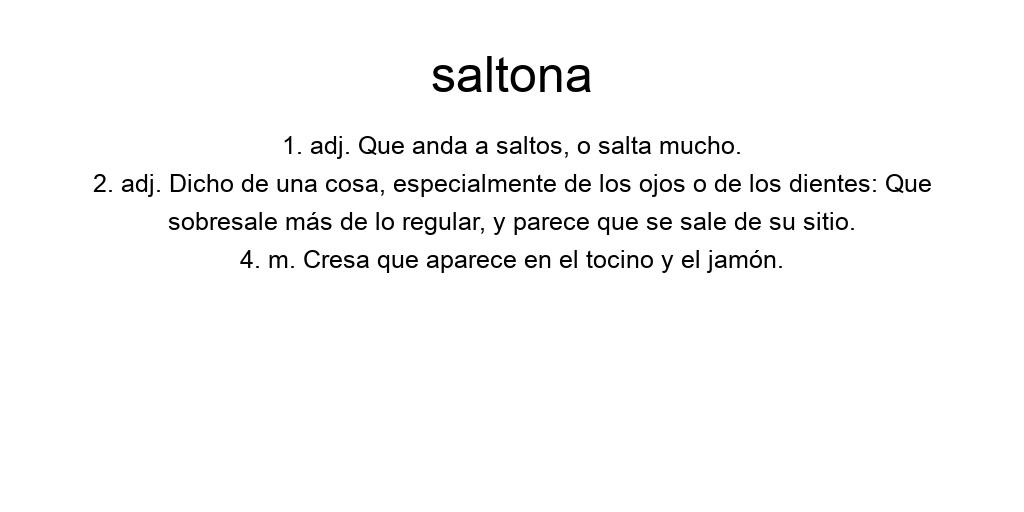 saltona
1. adj. Que anda a saltos, o salta mucho.
2. adj. Dicho de una cosa, especialmente de los ojos o de los dientes: Que
sobresale más de lo regular, y parece que se sale de su sitio.
4. m. Cresa que aparece en el tocino y el jamón.